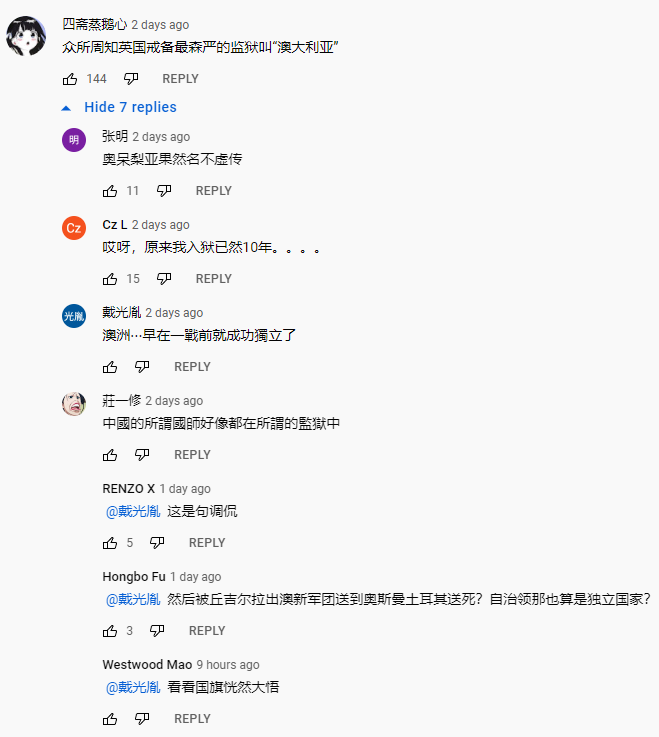 四斋蒸鹅心 2 days ago
众所周知英国戒备最森严的监狱叫“澳大利亚”
144 REPLY
Hide 7 replies
明 张明 2 days ago
奥呆梨亚果然名不虚传
11 REPLY
Cz Cz L 2 days ago
哎呀，原来我入狱已然10年。。。。
15 REPLY
光胤 戴光胤 2 days ago
澳洲⋯早在一戰前就成功獨立了
REPLY
莊一修 2 days ago
中國的所謂國師好像都在所謂的監獄中
REPLY
RENZO X 1 day ago
@戴光胤 这是句调侃
5 REPLY
Hongbo Fu 1 day ago
@戴光胤 然后被丘吉尔拉出澳新军团送到奥斯曼土耳其送死？自治领那也算是独立国家？
3 REPLY
Westwood Mao 9 hours ago
@戴光胤 看看国旗恍然大悟
REPLY